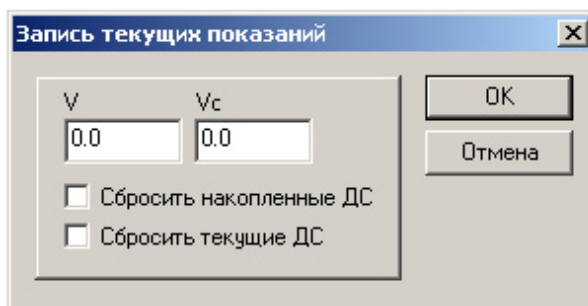 Запись текущих показаний
V Vc OK
0.0 0.0
Отмена
Сбросить накопленные ДС
Сбросить текущие ДС